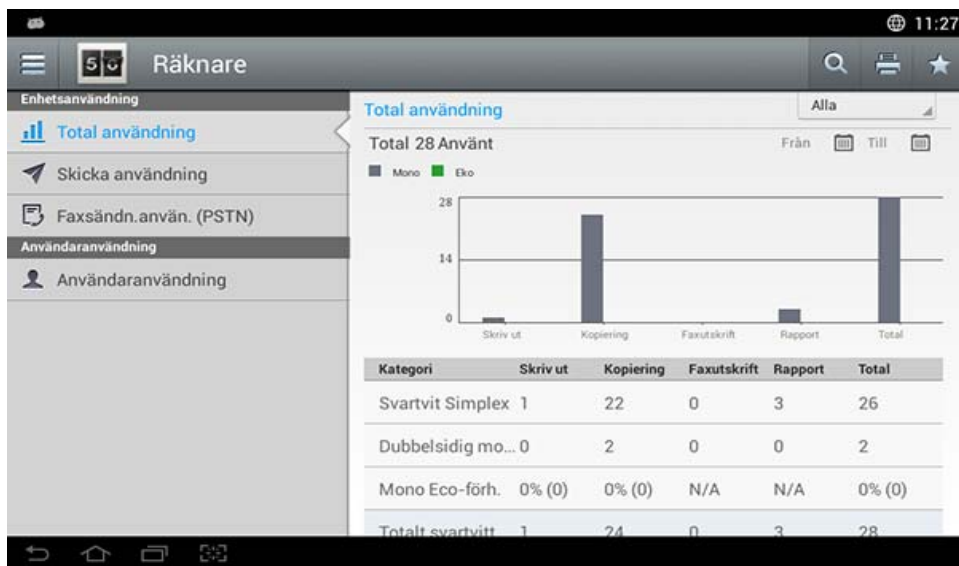 11:27
50 Räknare
Enhetsanvändning
Total användning
Skicka användning
Faxsändn.använ. (PSTN)
Användaranvändning
Användaranvändning
Total användning Alla
Total 28 Använt Från Till
Mono Eko
28
14
0
Skriv ut Kopiering Faxutskrift Rapport Total
Kategori Skriv ut Kopiering Faxutskrift Rapport Total
Svartvit Simplex 1 22 0 3 26
Dubbelsidig mo... 0 2 0 0 2
Mono Eco-förh. 0% (0) 0% (0) N/A N/A 0% (0)
Totalt svartvitt 1 24 0 3 28